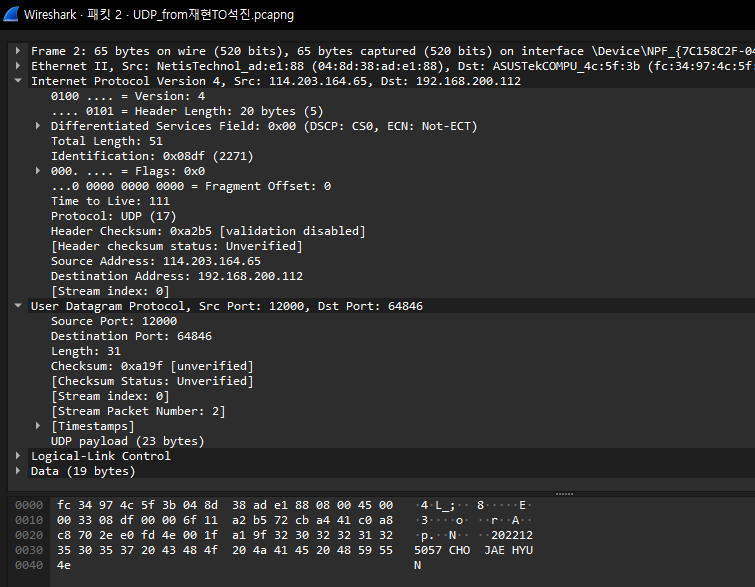 Wireshark · 패킷 2 · UDP_from재현TO석진.pcapng
Frame 2: 65 bytes on wire (520 bits), 65 bytes captured (520 bits) on interface \Device\NPF_{7C158C2F-04
Ethernet II, Src: NetisTechnol_ad:e1:88 (04:8d:38:ad:e1:88), Dst: ASUSTekCOMPU_4c:5f:3b (fc:34:97:4c:5f:
Internet Protocol Version 4, Src: 114.203.164.65, Dst: 192.168.200.112
0100 .... = Version: 4
.... 0101 = Header Length: 20 bytes (5)
Differentiated Services Field: 0x00 (DSCP: CS0, ECN: Not-ECT)
Total Length: 51
Identification: 0x08df (2271)
000. .... = Flags: 0x0
...0 0000 0000 0000 = Fragment Offset: 0
Time to Live: 111
Protocol: UDP (17)
Header Checksum: 0xa2b5 [validation disabled]
[Header checksum status: Unverified]
Source Address: 114.203.164.65
Destination Address: 192.168.200.112
[Stream index: 0]
User Datagram Protocol, Src Port: 12000, Dst Port: 64846
Source Port: 12000
Destination Port: 64846
Length: 31
Checksum: 0xa19f [unverified]
[Checksum Status: Unverified]
[Stream index: 0]
[Stream Packet Number: 2]
[Timestamps]
UDP payload (23 bytes)
Logical-Link Control
Data (19 bytes)
0000 fc 34 97 4c 5f 3b 04 8d 38 ad e1 88 08 00 45 00 ·4·L_;·· 8·····E·
0010 00 33 08 df 00 00 6f 11 a2 b5 72 cb a4 41 c0 a8 ·3····o· ··r··A··
0020 c8 70 2e e0 fd 4e 00 1f a1 9f 32 30 32 32 31 32 ·p.··N·· ··202212
0030 35 30 35 37 20 43 48 4f 20 4a 41 45 20 48 59 55 5057 CHO JAE HYU
0040 4e N